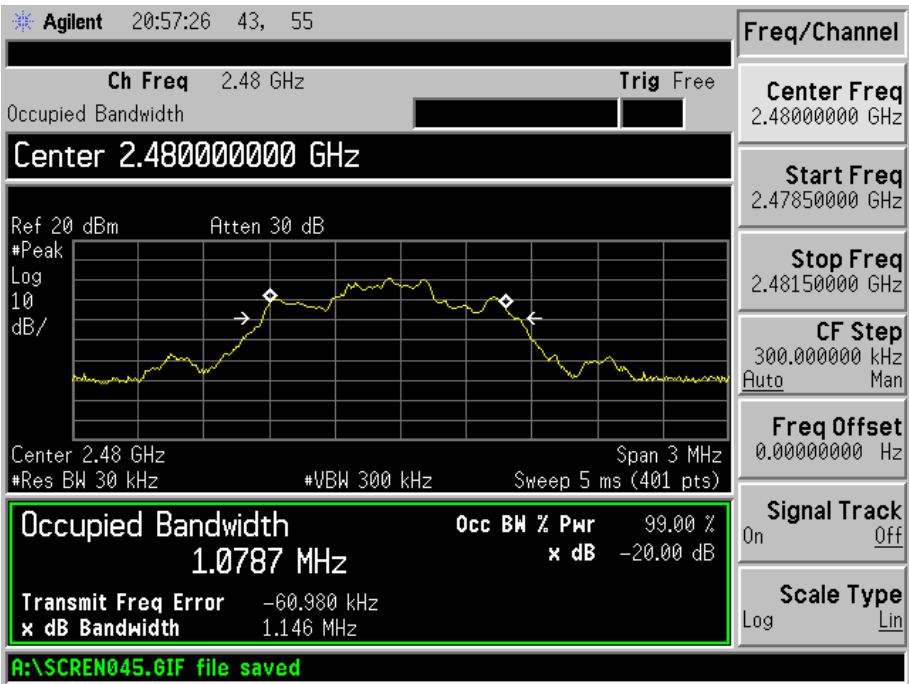 Agilent 20:57:26 43, 55
Ch Freq 2.48 GHz Trig Free
Occupied Bandwidth
Center 2.480000000 GHz
Ref 20 dBm Atten 30 dB
#Peak
Log
10
dB/
Center 2.48 GHz Span 3 MHz
#Res BW 30 kHz #VBW 300 kHz Sweep 5 ms (401 pts)
Occupied Bandwidth
1.0787 MHz
Occ BW % Pwr 99.00 %
x dB -20.00 dB
Transmit Freq Error -60.980 kHz
x dB Bandwidth 1.146 MHz
A:\SCREN045.GIF file saved
Freq/Channel
Center Freq
2.48000000 GHz
Start Freq
2.47850000 GHz
Stop Freq
2.48150000 GHz
CF Step
300.000000 kHz
Auto Man
Freq Offset
0.00000000 Hz
Signal Track
On Off
Scale Type
Log Lin